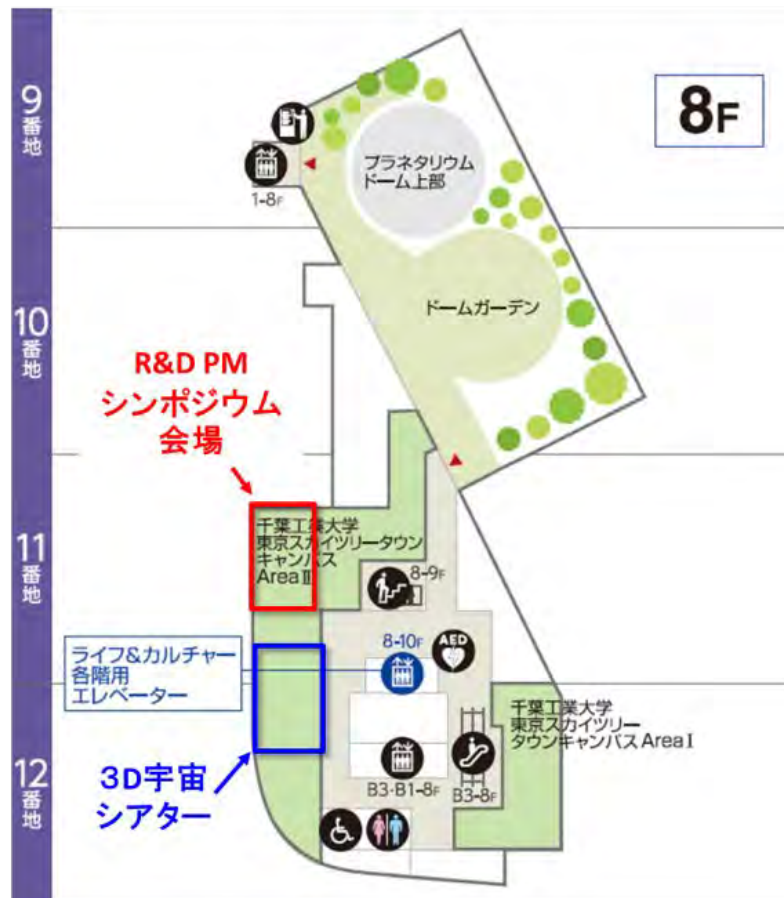 8F
9
番地
プラネタリウム
ドーム上部
1-8F
10
番地
ドームガーデン
R&D PM
シンポジウム
会場
11
番地
千葉工業大学
東京スカイツリータウン
キャンパス
Area Ⅱ
8-9F
8-10F
AED
ライフ&カルチャー
各階用
エレベーター
千葉工業大学
東京スカイツリー
タウンキャンパス Area Ⅰ
12
番地
3D宇宙
シアター
B3・B1-8F
B3-8F